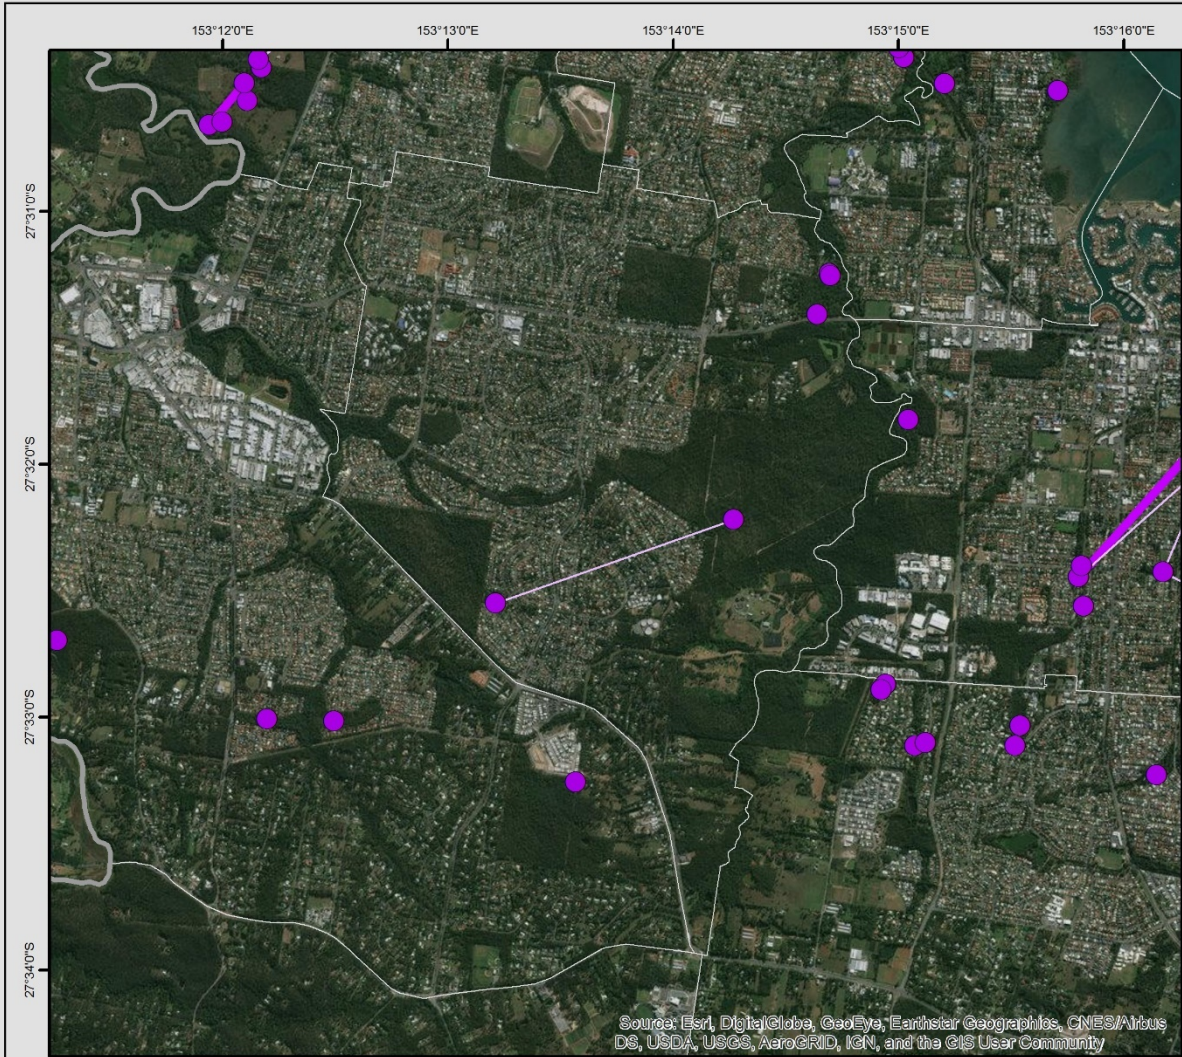 153°12'0"E 153°13'0"E 153°14'0"E 153°15'0"E 153°16'0"E
27°31'0"S
27°32'0"S
27°33'0"S
27°34'0"S
Source: Esri, DigitalGlobe, GeoEye, Earthstar Geographics, CNES/Airbus
DS, USDA, USGS, AeroGRID, IGN, and the GIS User Community